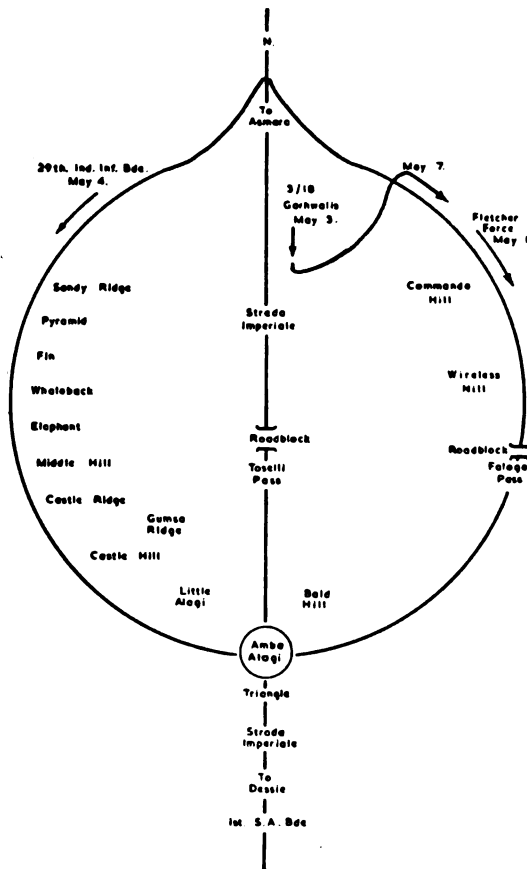 N.
To
Asmara
29th. Ind. Inf. Bde.
May 4.
3/18
Garhwalis
May 3.
May 7.
Fletcher
Force
May
Sandy Ridge
Pyramid
Fin
Whaleback
Elephant
Middle Hill
Castle Ridge
Gumsa
Ridge
Castle Hill
Little
Alagi
Strada
Imperiale
Roadblock
Toselli
Pass
Commando
Hill
Wireless
Hill
Roadblock
Falaga
Pass
Bald
Hill
Amba
Alagi
Triangle
Strada
Imperiale
To
Dessie
Ist. S.A. Bde